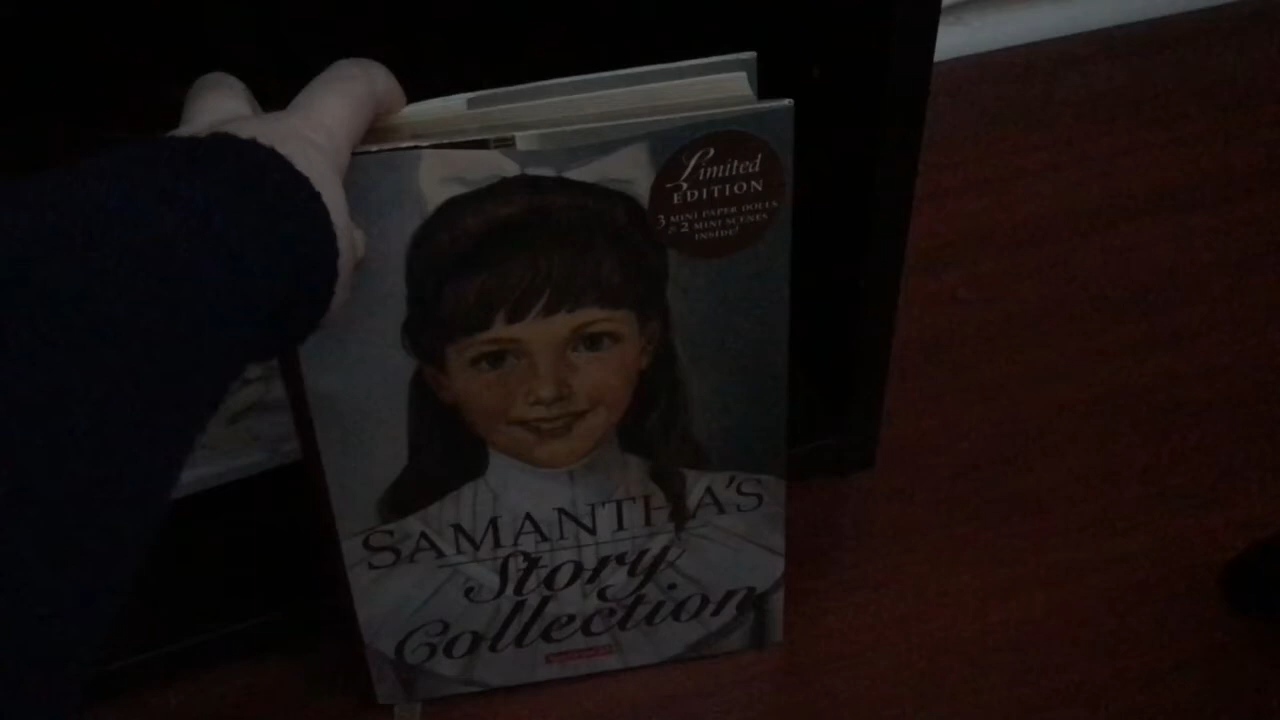 Limited
EDITION
3 MINI PAPER DOLLS
& 2 MINI SCENES
INSIDE!
SAMANTHA'S
Story
Collection